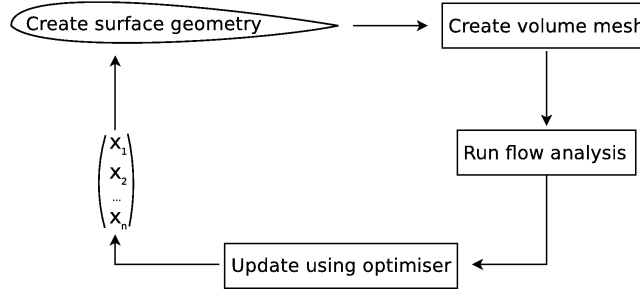 Create surface geometry
Create volume mesh
Run flow analysis
Update using optimiser
x1
x2
...
xn